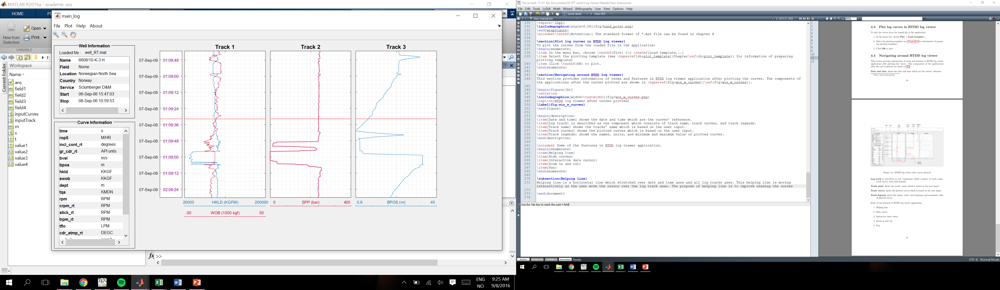 MATLAB R2016a - academic use
HOME
New from
Selection
Open
Print
VARIABLE
F:
Current Folder
Workspace
Name
ans
field1
field2
field3
field4
inputCurves
inputTrack
m
s
t
value1
value2
value3
value4
main_log
File Plot Help About
Well Information
Loaded file : well_RT.mat
Name 6608/10-K-3 H
Field Norne
Location Norwegian North Sea
Country Norway
Service Sclumberger D&M
Start 06-Sep-06 15:47:03
Stop 08-Sep-06 10:59:53
Curve Information
time s
rop5 M/HR
incl_cont_rt degrees
gr_cdr_rt API units
bvel m/s
bpos m
hkld KKGF
swob KKGF
dept m
tqa KMDN
rpm RPM
crpm_rt RPM
stick_rt RPM
trpm_rt RPM
tflo LPM
cdr_atmp_rt DEGC
Track 1 Track 2 Track 3
07-Sep-06 01:09:48
07-Sep-06 01:09:00
07-Sep-06 01:09:12
07-Sep-06 01:09:24
07-Sep-06 01:09:36
07-Sep-06 01:09:48
07-Sep-06 01:09:00
07-Sep-06 01:09:12
07-Sep-06 02:09:24
20000 HKLD (KGFM) 200000
0 SPP (bar) 400
0.9 BPOS (m) 40
-30 WOB (1000 kgf) 50
fx >>
ENG
NO
9:25 AM
9/8/2016
Document : F:/01 My Documents/02 IPT work/Log Viewer Matlab/User manual.tex
File Edit Tools LaTeX Math Wizard Bibliography User View Options Help
Quick Build View PDF
User manual.tex L: 271 C: 255 45%
230 \vspace{-15pt}
231 \includegraphics[scale=0.08]{fig/hand_point.png}
232 \end{wrapfigure}
233 \noindent\textbf{Attention:} The standard format of *.mat file can be found in chapter X
234
235 \section{Plot log curves in RTDD log viewer}
236 To plot the curves from the loaded file in the application:
237 \begin{enumerate}
238 \item In the menu bar, choose \textbf{Plot} $>$ \textbf{Load template...}
239 \item Select the plotting template (see \hyperref[ch:plot_template]{Chapter\ref{ch:plot_template}} for information of preparing
plotting template)
240 \item Click \textbf{OK} to plot.
241 \end{enumerate}
242
243 \section{Navigating around RTDD log viewer}
244 This section provides information of terms and features in RTDD log viewer application after plotting the curves. The components of
the applications after the curves plotted are shown in \hyperref[fig:win_w_curves]{\ref{fig:win_w_curves}}.
245
246 \begin{figure}[ht]
247 \centering
248 \includegraphics[width=\textwidth]{fig/win_w_curves.png}
249 \caption{RTDD log viewer after curves plotted}
250 \label{fig:win_w_curves}
251 \end{figure}
252
253 \begin{description}
254 \item[Date and time] shows the date and time which are the curves' reference.
255 \item[Log track] is described as one component which consists of track name, track curves, and track legends.
256 \item[Track name] shows the tracks' name which is based on the user input.
257 \item[Track curves] shows the plotted curves which is based on the user input.
258 \item[Track legends] shows the names, units, and minimum and maximum value of plotted curves.
259 \end{description}
260
261 \noindent Some of the features in RTDD log viewer application.
262 \begin{enumerate}
263 \item{Helping line}
264 \item{Hide curves}
265 \item{Interactive data cursor}
266 \item{Zoom in and out}
267 \item{Pan}
268 \end{enumerate}
269
270 \subsection{Helping line}
271 Helping line is a horizontal line which stretched over date and time axes and all log tracks axes. This helping line is moving
interactively as the user move the cursor over the log track axes. The purpose of helping line is to improve reading the curves
272
273 \end{document}
274
Use the Tab key to reach the next • field
Ready
UTF-8 Normal Mode
1
2
3
4
5
6
7
8
9
10
11
12
4.3 Plot log curves in RTDD log viewer
To plot the curves from the loaded file in the application:
1. In the menu bar, choose Plot > Load template...
2. Select the plotting template (see for information of prepar-
ing plotting template)
3. Click OK to plot.
4.4 Navigating around RTDD log viewer
This section provides information of terms and features in RTDD log viewer
application after plotting the curves. The components of the applications
after the curves plotted are shown in
Date and time shows the date and time which are the curves' reference.
10
Figure 4.4: RTDD log viewer after curves plotted
Log track is described as one component which consists of track name,
track curves, and track legends.
Track name shows the tracks' name which is based on the user input.
Track curves shows the plotted curves which is based on the user input.
Track legends shows the names, units, and minimum and maximum value
of plotted curves.
Some of the features in RTDD log viewer application.
1. Helping line
2. Hide curves
3. Interactive data cursor
4. Zoom in and out
5. Pan
11